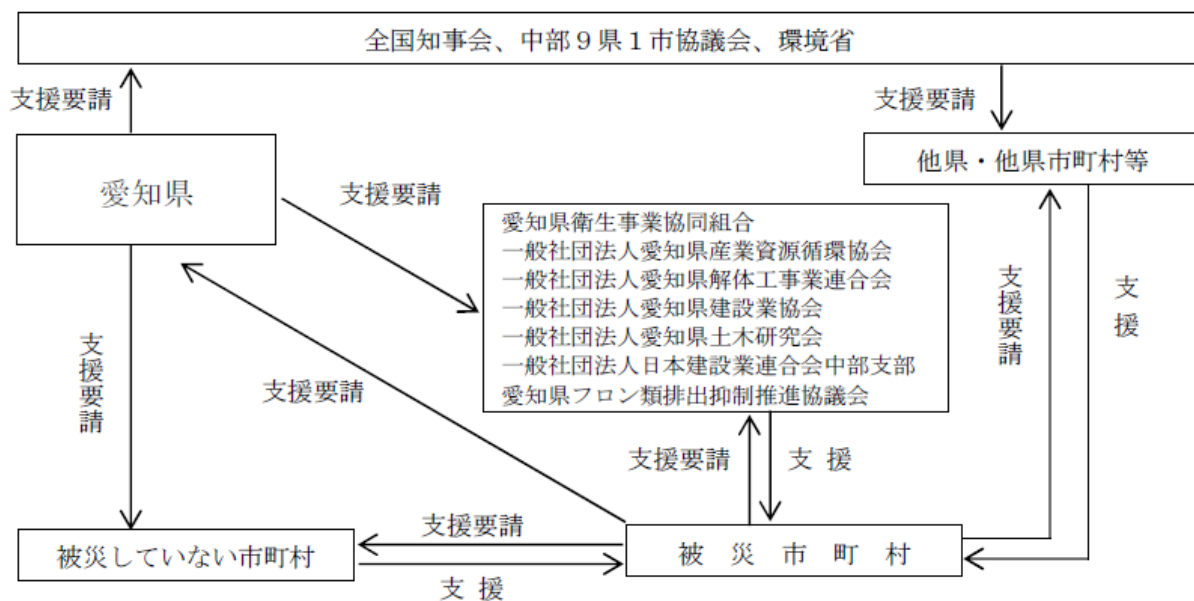 全国知事会、中部９県１市協議会、環境省
支援要請
支援要請
愛知県
他県・他県市町村等
支援要請
愛知県衛生事業協同組合
一般社団法人愛知県産業資源循環協会
一般社団法人愛知県解体工事業連合会
一般社団法人愛知県建設業協会
一般社団法人愛知県土木研究会
一般社団法人日本建設業連合会中部支部
愛知県フロン類排出抑制推進協議会
支援要請
支援要請
支援要請
支援
支援要請
支 援
支援要請
被災していない市町村
被 災 市 町 村
支 援